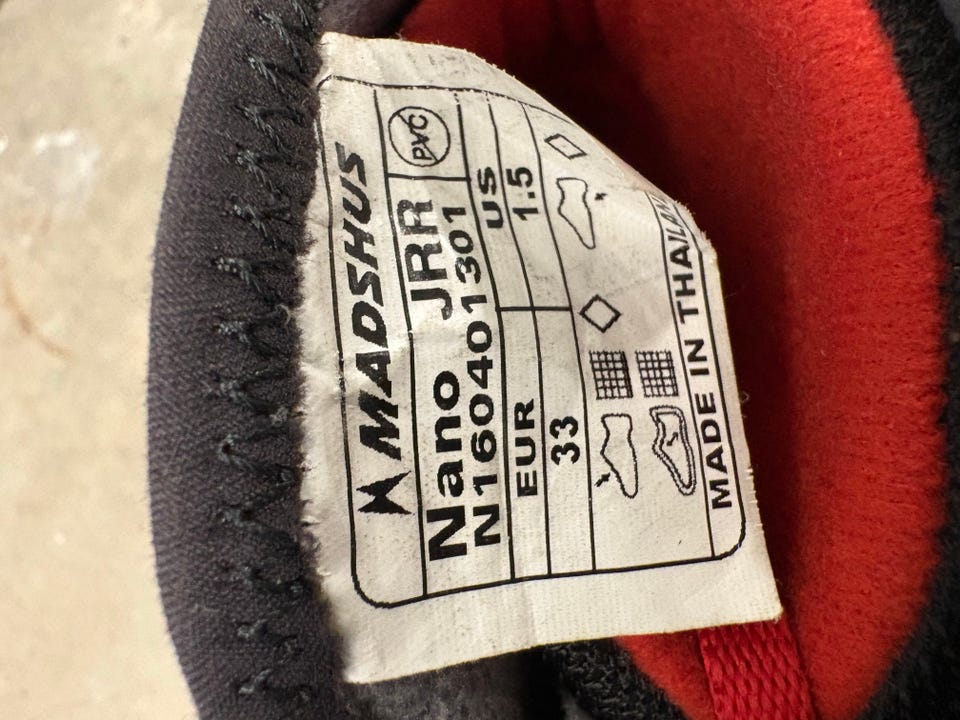 MADSHUS
PVC
Nano JRR
N160401301
EUR US
33 1.5
MADE IN THAILAND